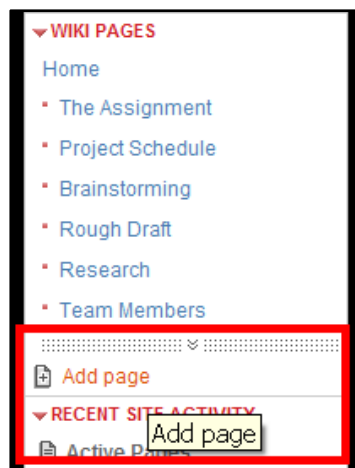 WIKI PAGES
Home
The Assignment
Project Schedule
Brainstorming
Rough Draft
Research
Team Members
Add page
RECENT SITE ACTIVITY
Add page
Active Pages